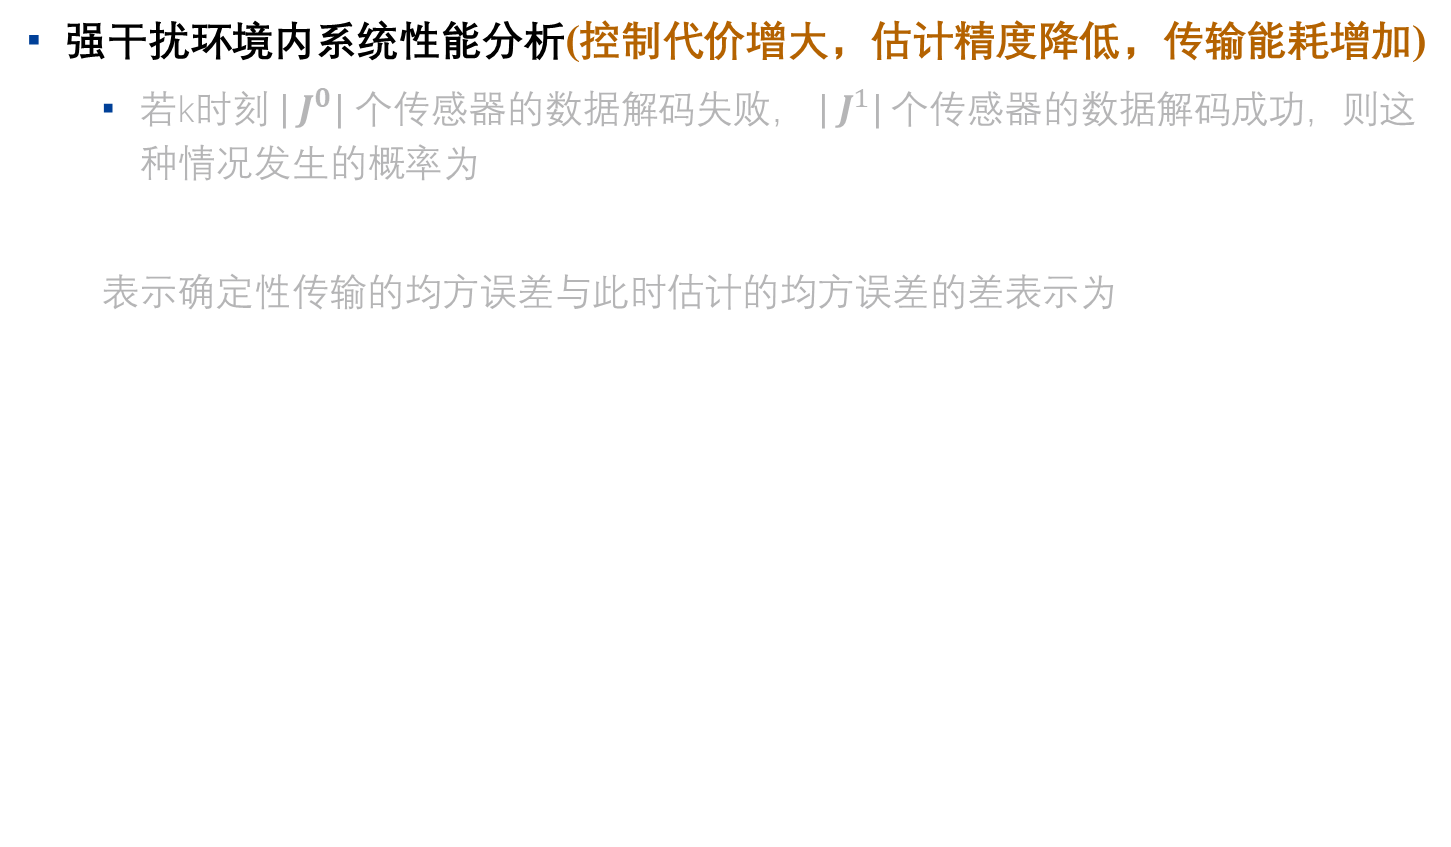 ▪ 强干扰环境内系统性能分析(控制代价增大，估计精度降低，传输能耗增加)
▪ 若k时刻 |J⁰| 个传感器的数据解码失败， |J¹| 个传感器的数据解码成功，则这
种情况发生的概率为
表示确定性传输的均方误差与此时估计的均方误差的差表示为